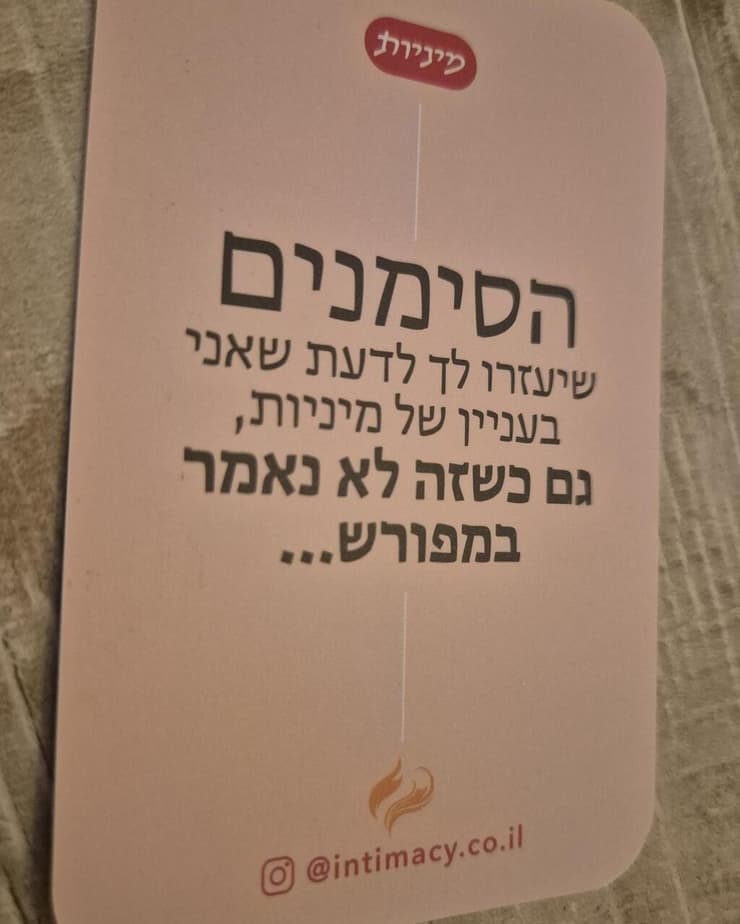 מיניות
הסימנים
שיעזרו לך לדעת שאני
בעניין של מיניות,
גם כשזה לא נאמר
במפורש...
@intimacy.co.il